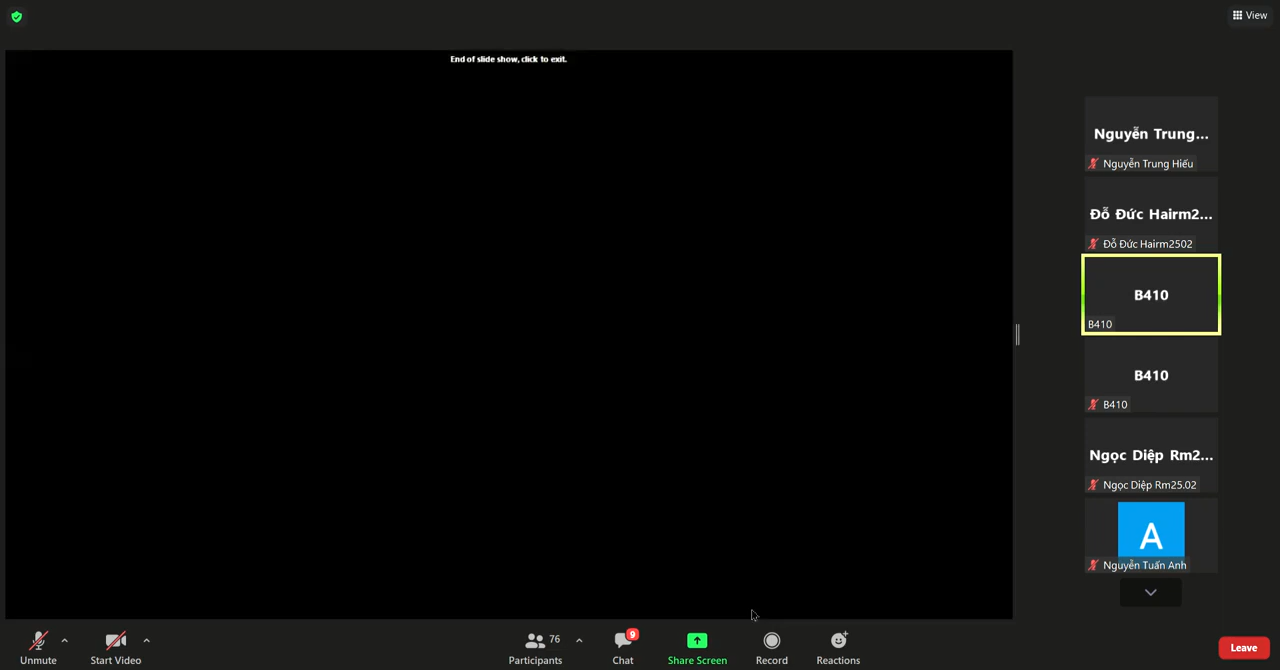 View
End of slide show, click to exit.
Nguyễn Trung...
Nguyễn Trung Hiếu
Đỗ Đức Hairm2...
Đỗ Đức Hairm2502
B410
B410
B410
B410
Ngọc Diệp Rm2...
Ngọc Diệp Rm25.02
A
Nguyễn Tuấn Anh
Unmute
Start Video
Participants
76
Chat
9
Share Screen
Record
Reactions
Leave